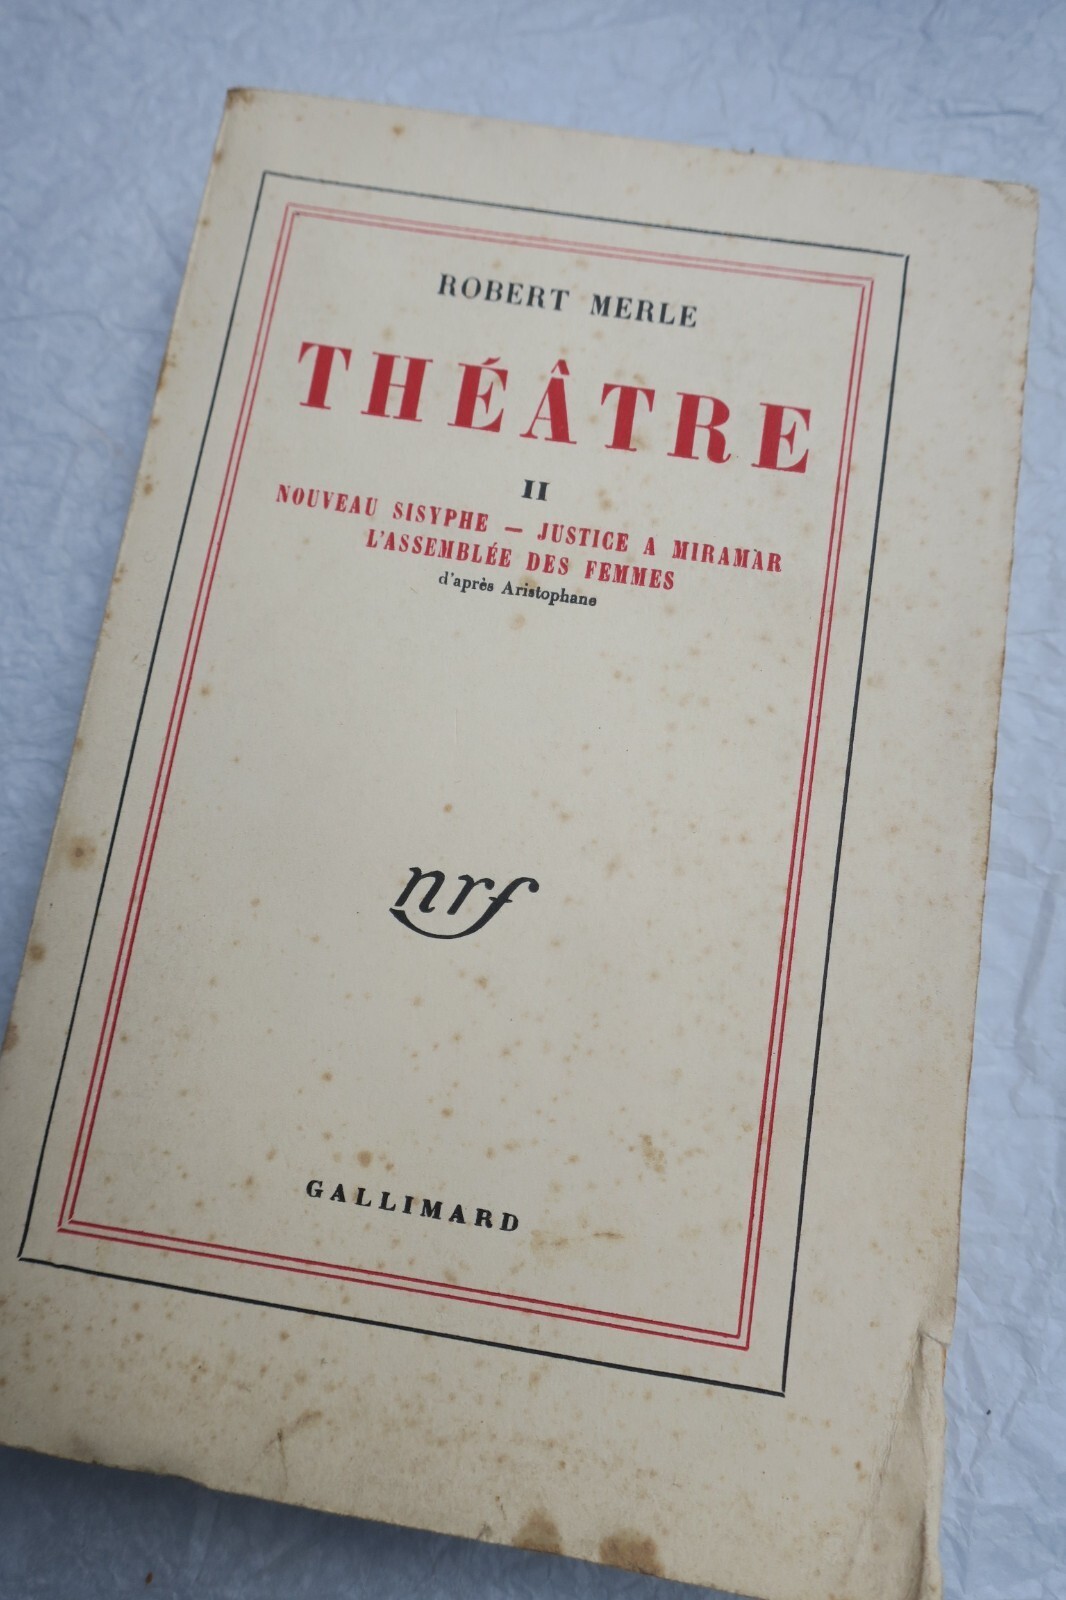 ROBERT MERLE
THÉÂTRE
II
NOUVEAU SISYPHE — JUSTICE A MIRAMAR
L'ASSEMBLÉE DES FEMMES
d'après Aristophane
nrf
GALLIMARD